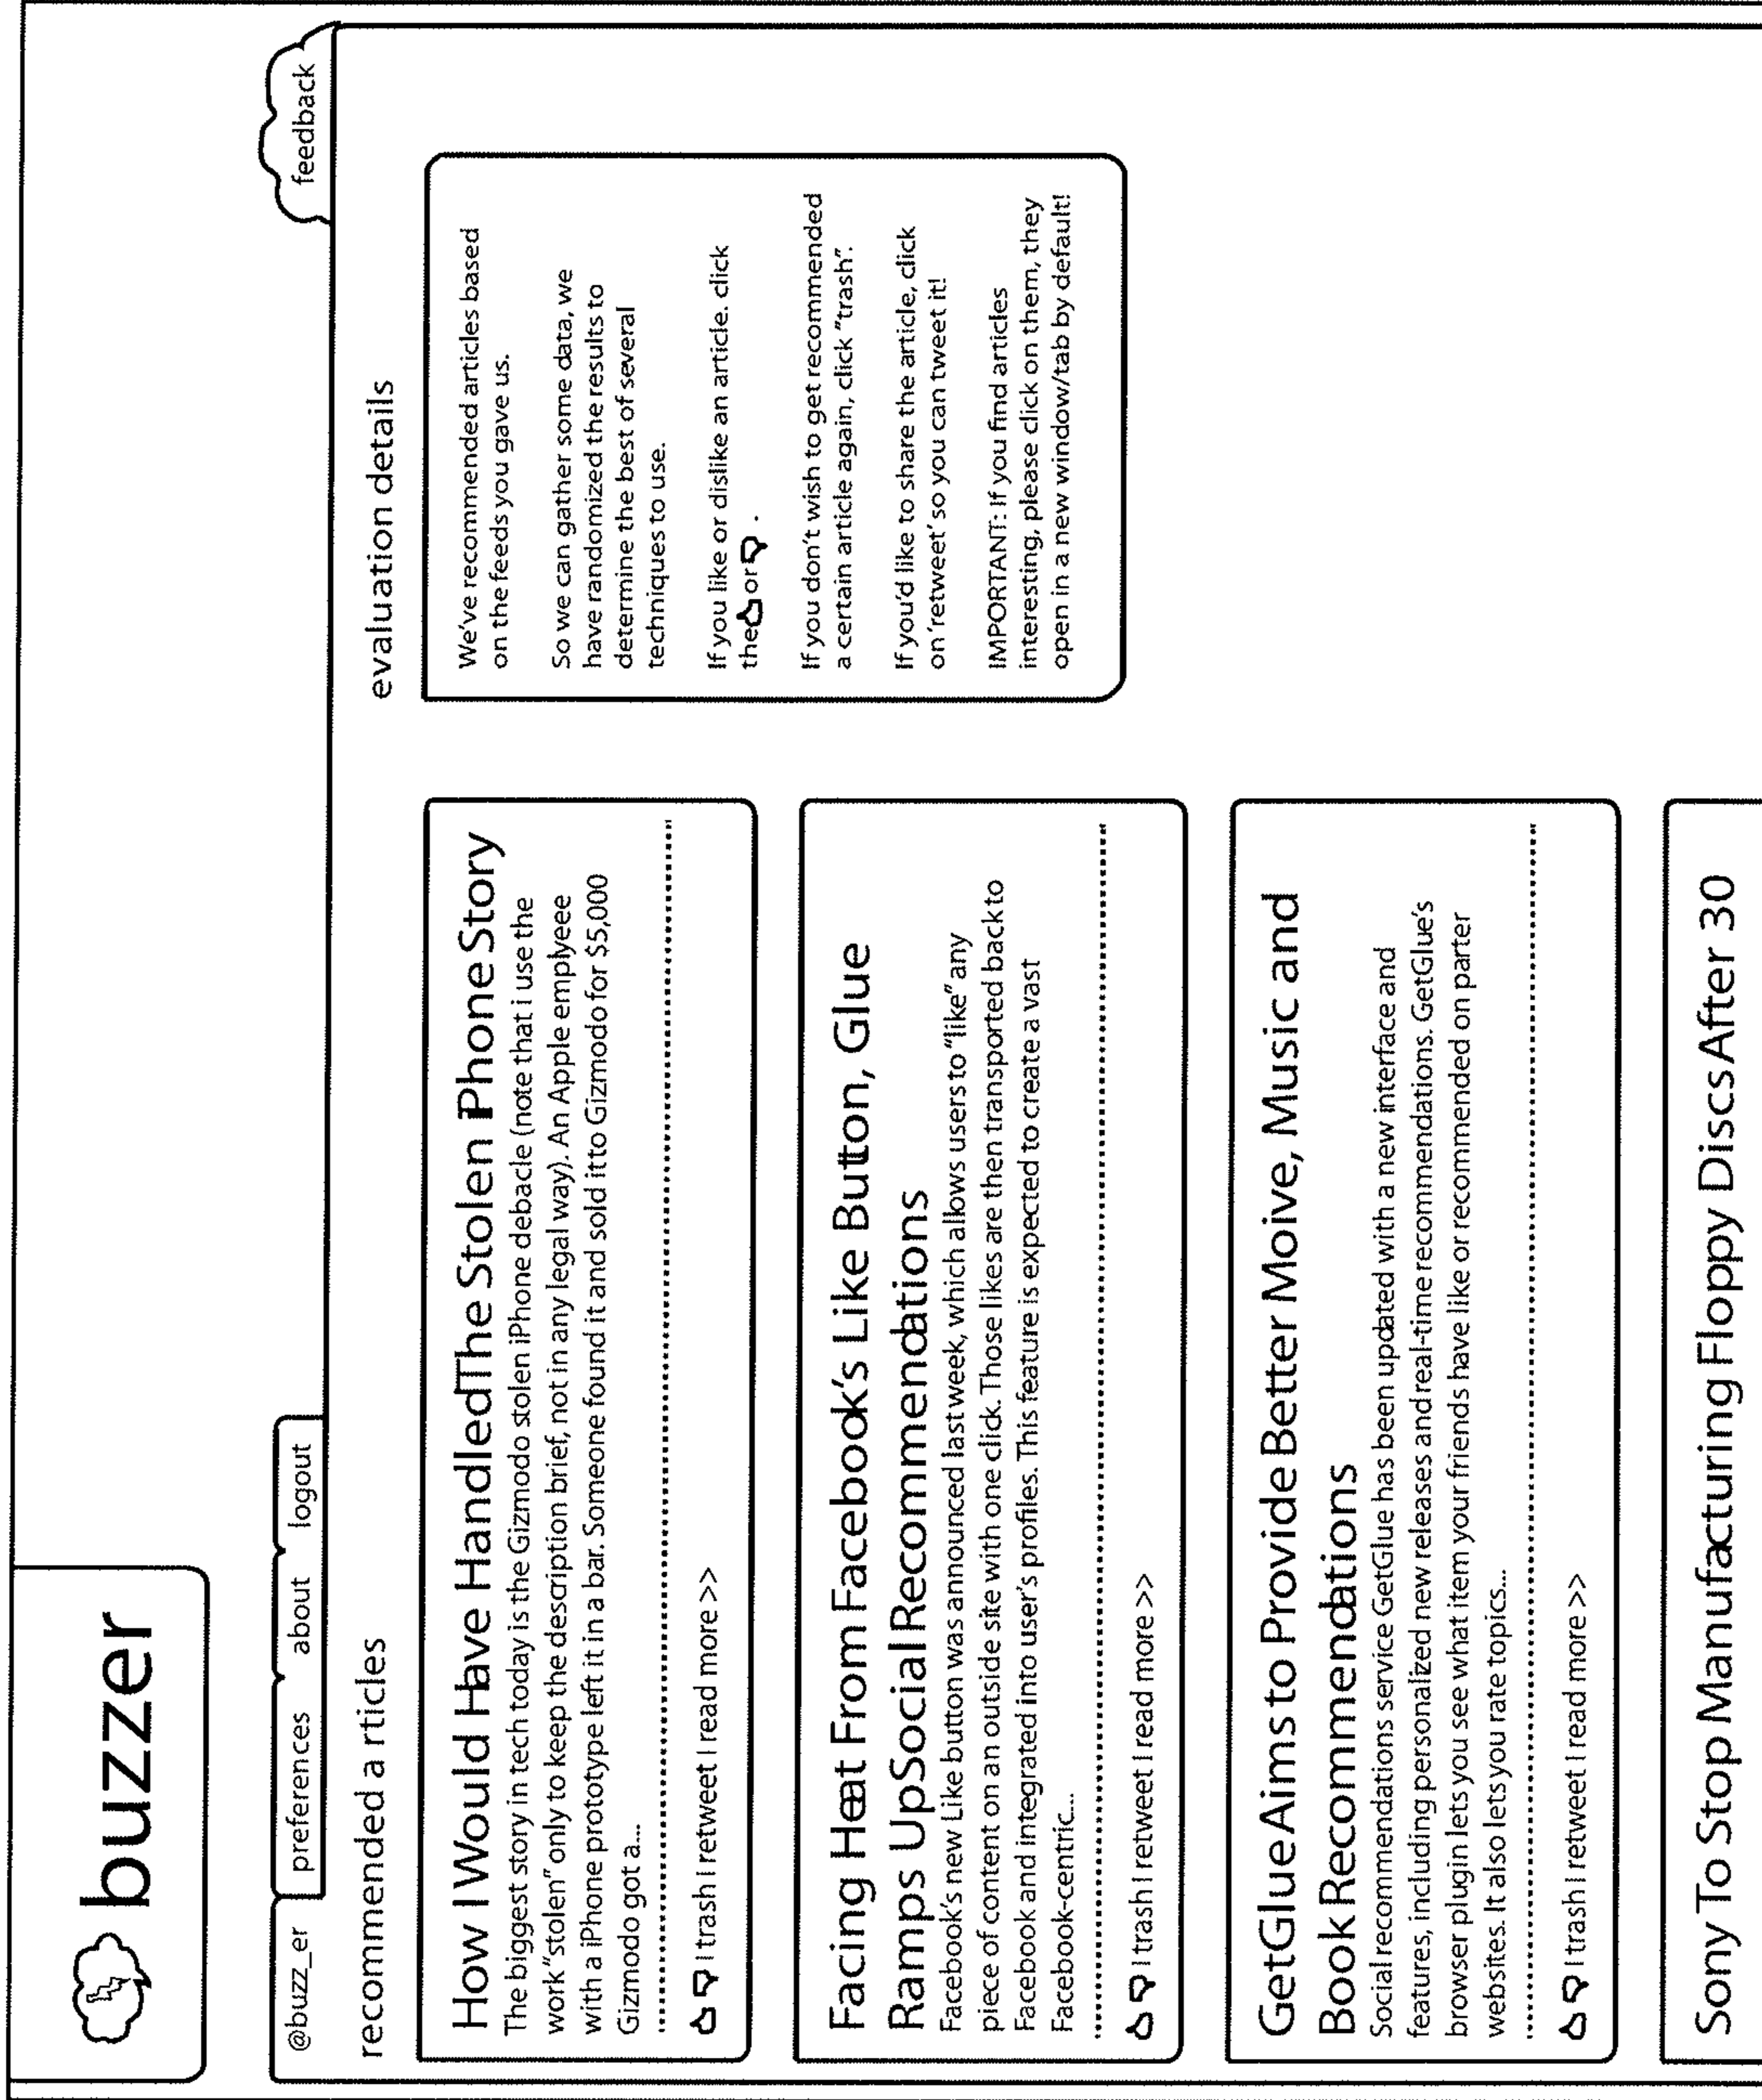 buzzer
@buzz_er
preferences
about
logout
feedback
recommended articles
How I Would Have Handled The Stolen iPhone Story
The biggest story in tech today is the Gizmodo stolen iPhone debacle (note that i use the
work "stolen" only to keep the description brief, not in any legal way). An Apple emplyeee
with a iPhone prototype left it in a bar. Someone found it and sold it to Gizmodo for $5,000
Gizmodo got a...
I trash I retweet I read more >>
Facing Heat From Facebook's Like Button, Glue
Ramps Up Social Recommendations
Facebook's new Like button was announced last week, which allows users to "like" any
piece of content on an outside site with one click. Those likes are then transported back to
Facebook and integrated into user's profiles. This feature is expected to create a vast
Facebook-centric...
I trash I retweet I read more >>
GetGlue Aims to Provide Better Moive, Music and
Book Recommendations
Social recommendations service GetGlue has been updated with a new interface and
features, including personalized new releases and real-time recommendations. GetGlue's
browser plugin lets you see what item your friends have like or recommended on parter
websites. It also lets you rate topics...
I trash I retweet I read more >>
Sony To Stop Manufacturing Floppy Discs After 30
evaluation details
We've recommended articles based
on the feeds you gave us.
So we can gather some data, we
have randomized the results to
determine the best of several
techniques to use.
If you like or dislike an article. click
the or .
If you don't wish to get recommended
a certain article again, click "trash".
If you'd like to share the article, click
on 'retweet' so you can tweet it!
IMPORTANT: If you find articles
interesting, please click on them, they
open in a new window/tab by default!